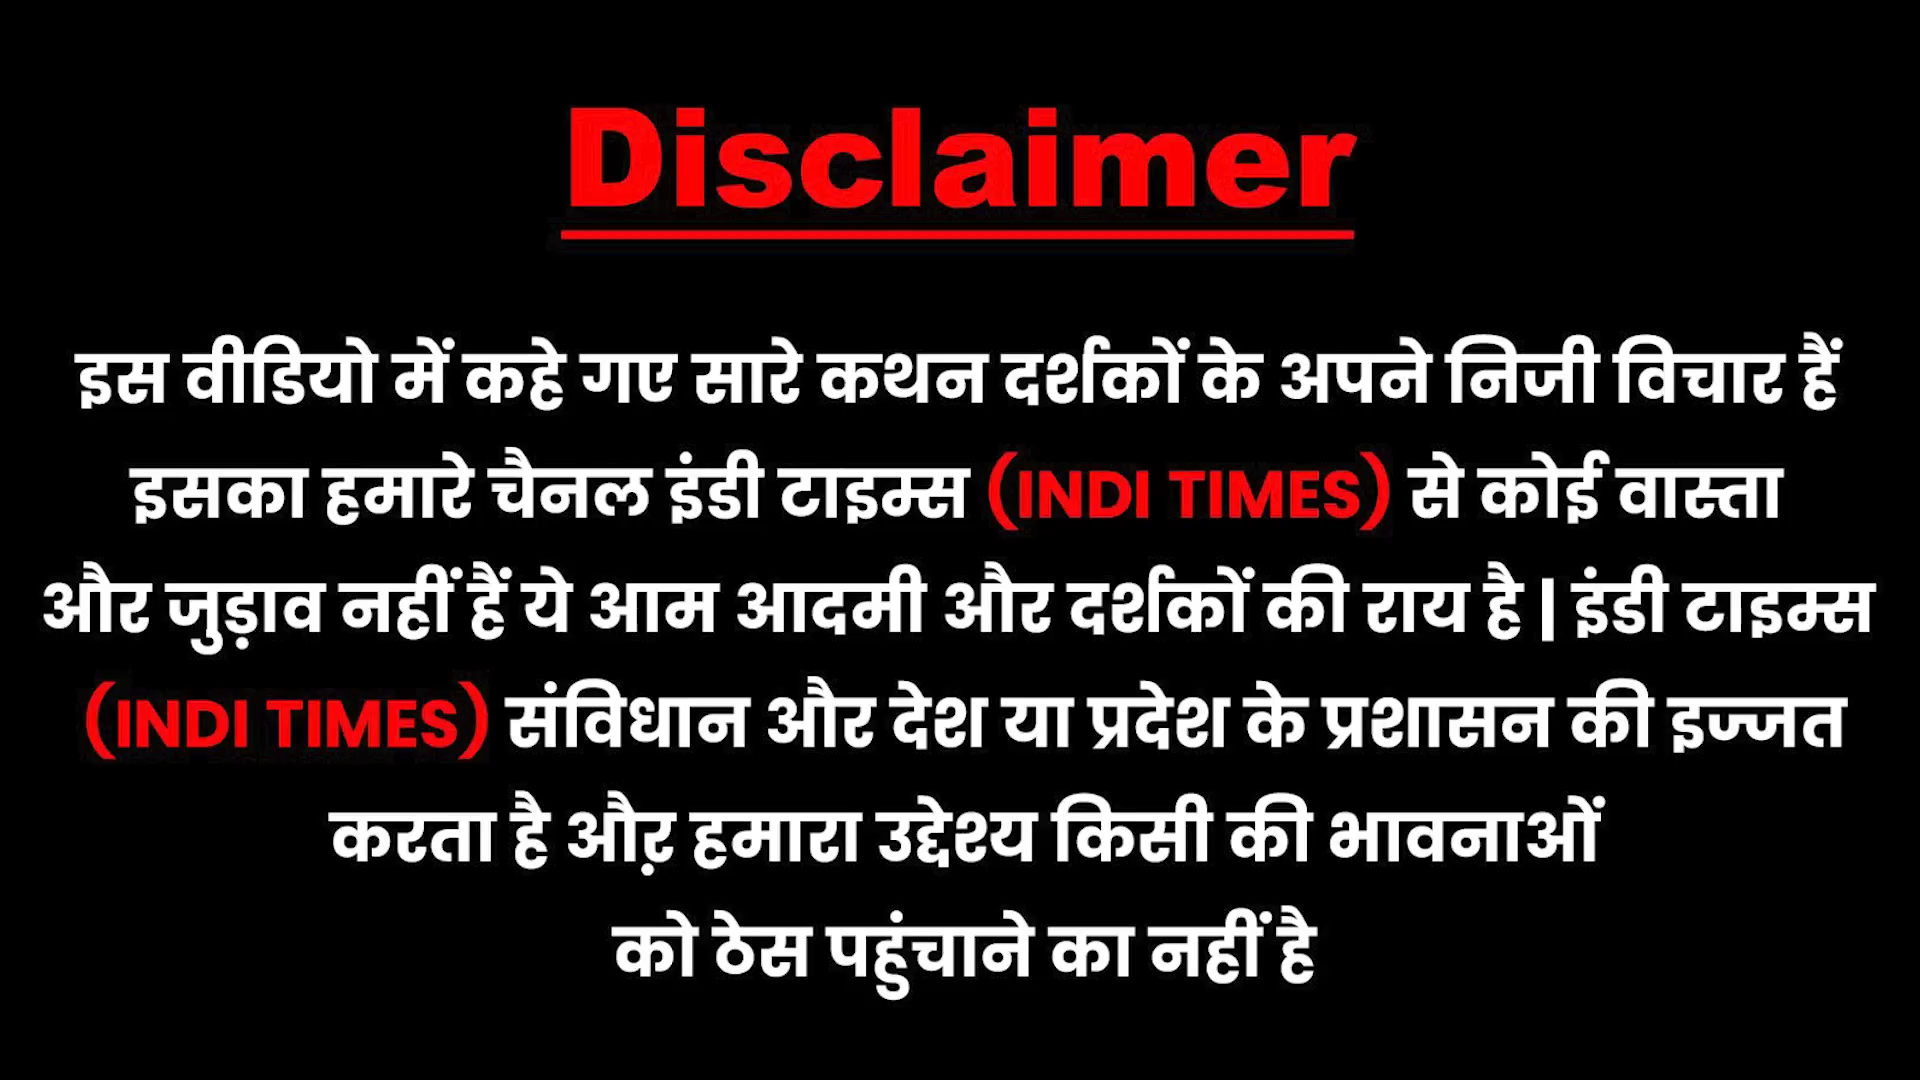 Disclaimer
इस वीडियो में कहे गए सारे कथन दर्शकों के अपने निजी विचार हैं
इसका हमारे चैनल इंडी टाइम्स (INDI TIMES) से कोई वास्ता
और जुड़ाव नहीं हैं ये आम आदमी और दर्शकों की राय है | इंडी टाइम्स
(INDI TIMES) संविधान और देश या प्रदेश के प्रशासन की इज्जत
करता है औऱ हमारा उद्देश्य किसी की भावनाओं
को ठेस पहुंचाने का नहीं है